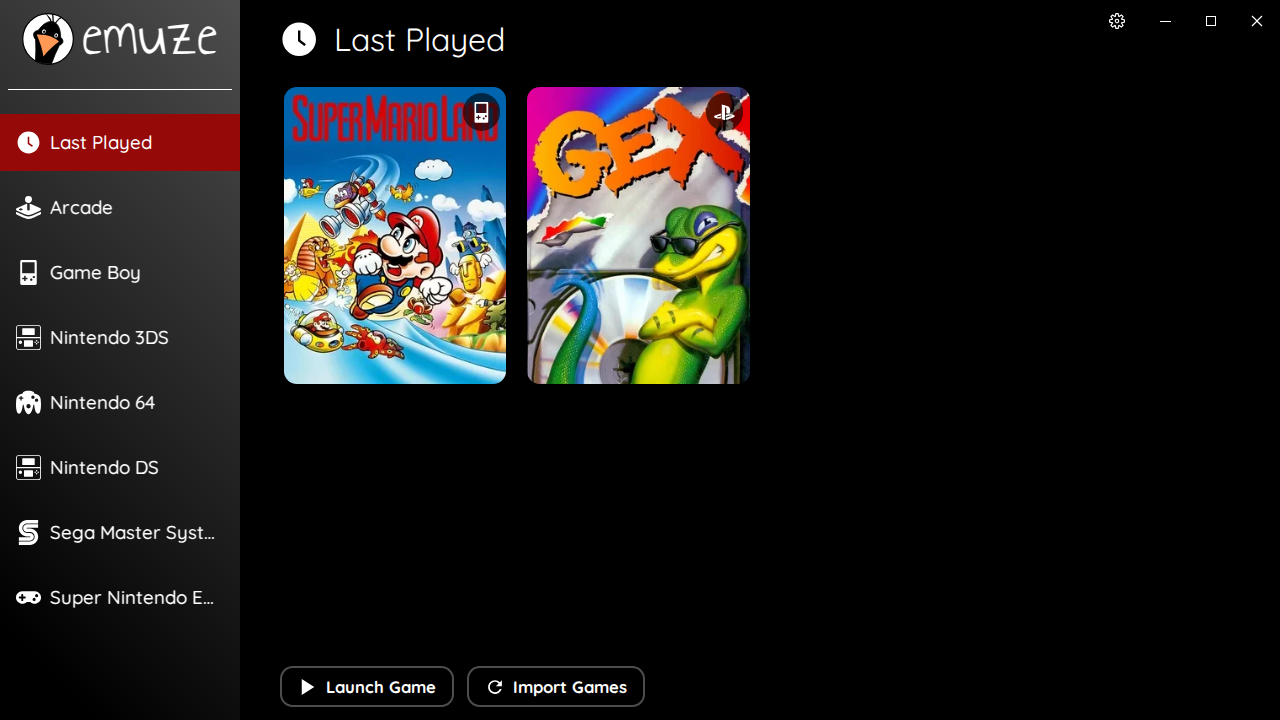 emuze
Last Played
Arcade
Game Boy
Nintendo 3DS
Nintendo 64
Nintendo DS
Sega Master Syst...
Super Nintendo E...
Last Played
SUPER MARIO LAND
GEX
Launch Game
Import Games